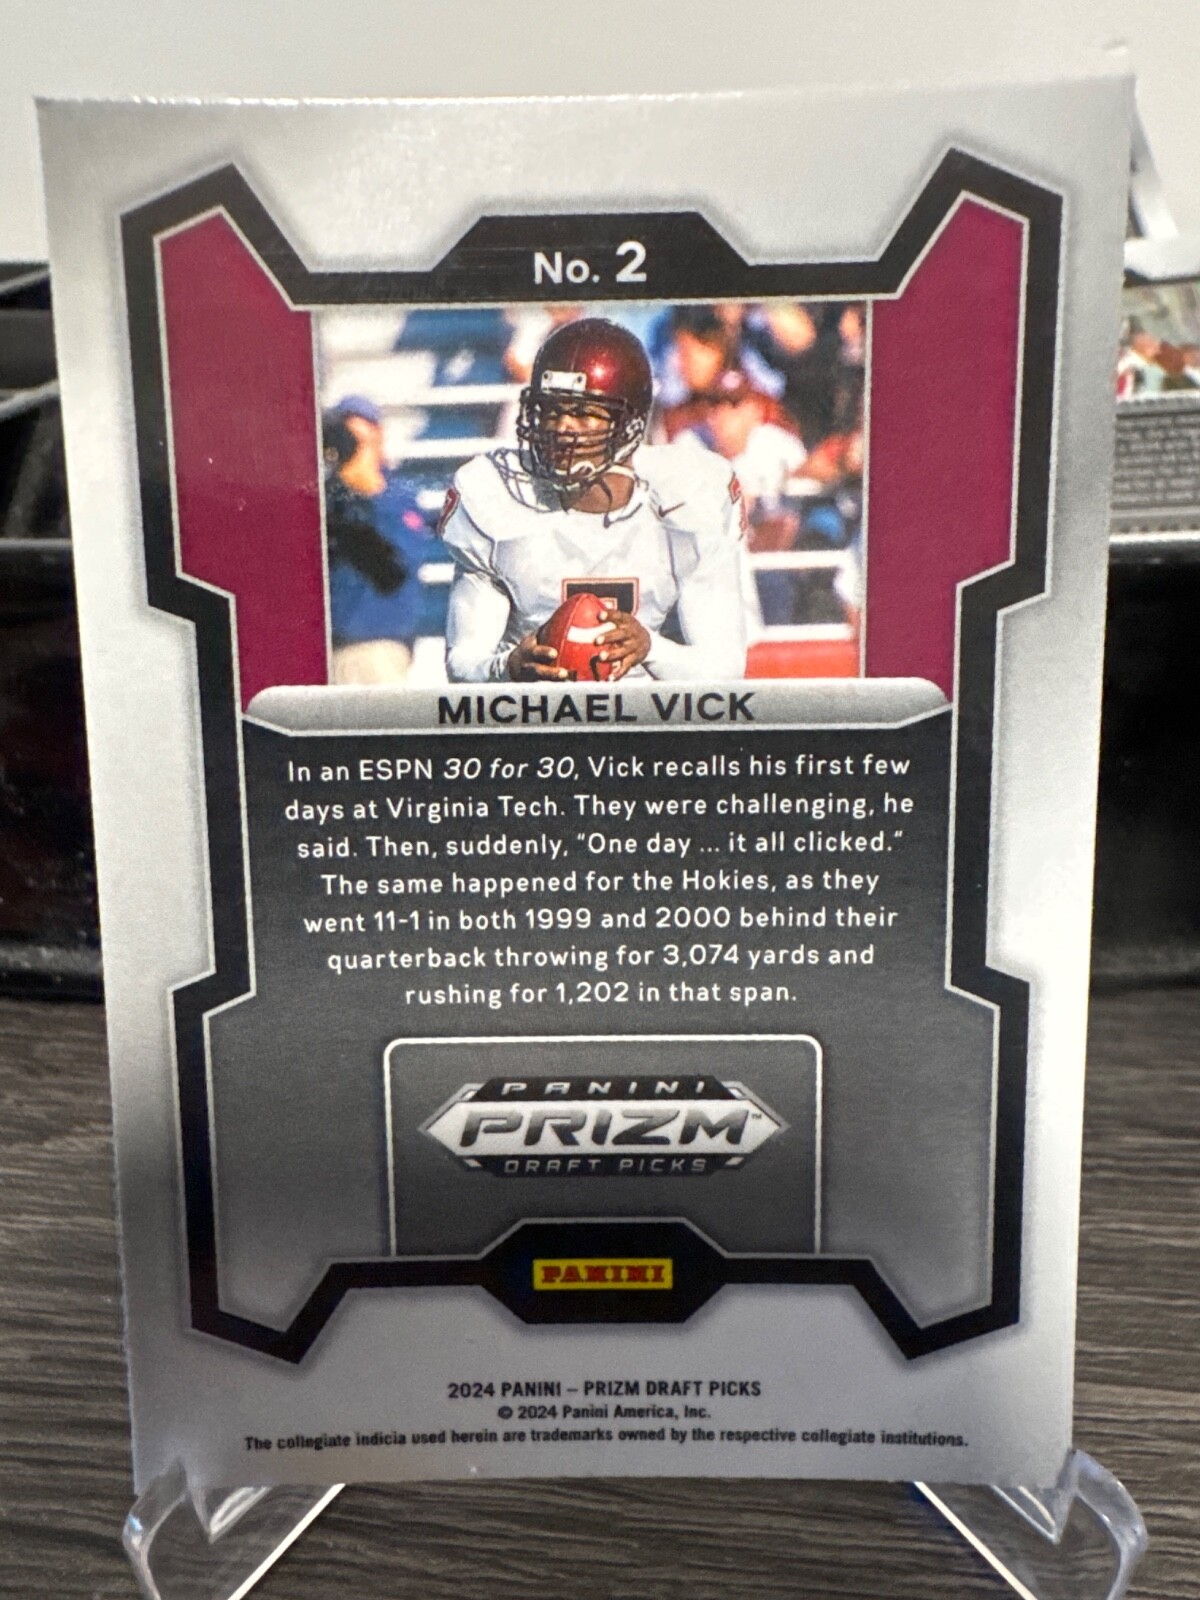 No. 2
MICHAEL VICK
In an ESPN 30 for 30, Vick recalls his first few
days at Virginia Tech. They were challenging, he
said. Then, suddenly, "One day ... it all clicked."
The same happened for the Hokies, as they
went 11-1 in both 1999 and 2000 behind their
quarterback throwing for 3,074 yards and
rushing for 1,202 in that span.
PANINI
PRIZM™
DRAFT PICKS
PANINI
2024 PANINI – PRIZM DRAFT PICKS
© 2024 Panini America, Inc.
The collegiate indicia used herein are trademarks owned by the respective collegiate institutions.